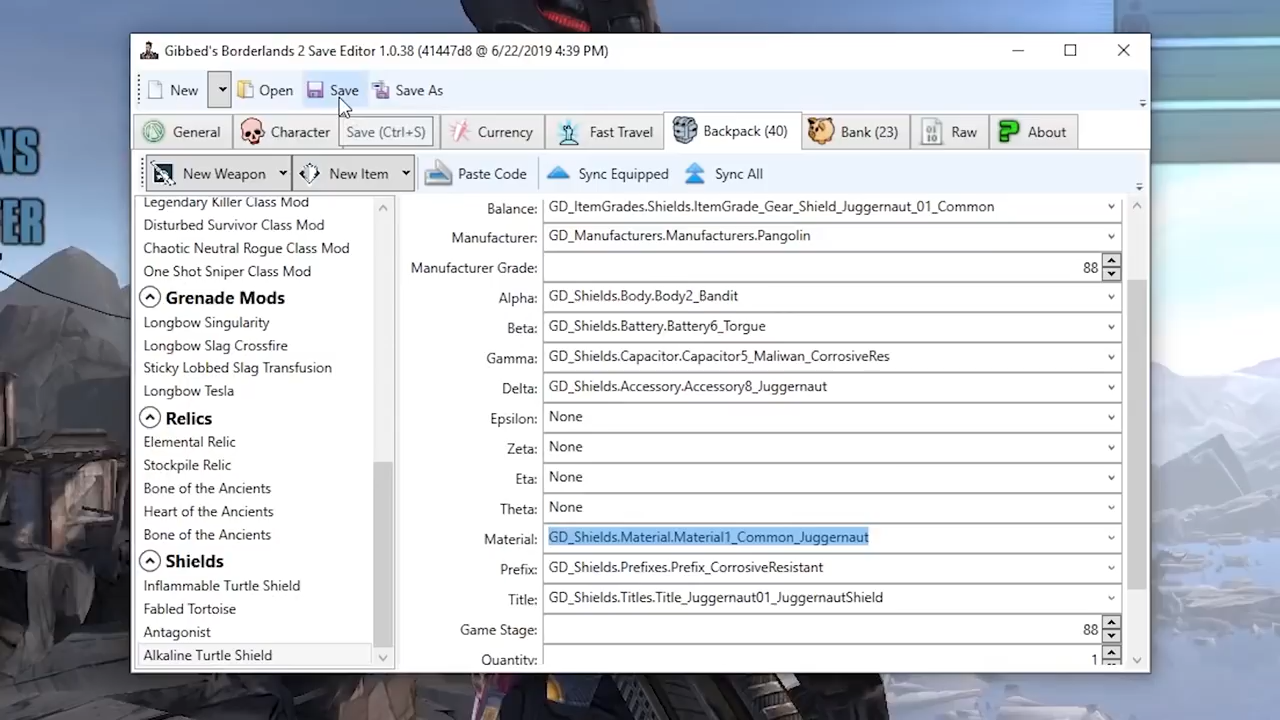 NS
ER
Gibbed's Borderlands 2 Save Editor 1.0.38 (41447d8 @ 6/22/2019 4:39 PM)
New Open Save Save As
General Character Save (Ctrl+S) Currency Fast Travel Backpack (40) Bank (23) Raw About
New Weapon New Item Paste Code Sync Equipped Sync All
Legendary Killer Class Mod
Disturbed Survivor Class Mod
Chaotic Neutral Rogue Class Mod
One Shot Sniper Class Mod
Grenade Mods
Longbow Singularity
Longbow Slag Crossfire
Sticky Lobbed Slag Transfusion
Longbow Tesla
Relics
Elemental Relic
Stockpile Relic
Bone of the Ancients
Heart of the Ancients
Bone of the Ancients
Shields
Inflammable Turtle Shield
Fabled Tortoise
Antagonist
Alkaline Turtle Shield
Balance: GD_ItemGrades.Shields.ItemGrade_Gear_Shield_Juggernaut_01_Common
Manufacturer: GD_Manufacturers.Manufacturers.Pangolin
Manufacturer Grade: 88
Alpha: GD_Shields.Body.Body2_Bandit
Beta: GD_Shields.Battery.Battery6_Torgue
Gamma: GD_Shields.Capacitor.Capacitor5_Maliwan_CorrosiveRes
Delta: GD_Shields.Accessory.Accessory8_Juggernaut
Epsilon: None
Zeta: None
Eta: None
Theta: None
Material: GD_Shields.Material.Material1_Common_Juggernaut
Prefix: GD_Shields.Prefixes.Prefix_CorrosiveResistant
Title: GD_Shields.Titles.Title_Juggernaut01_JuggernautShield
Game Stage: 88
Quantity: 1